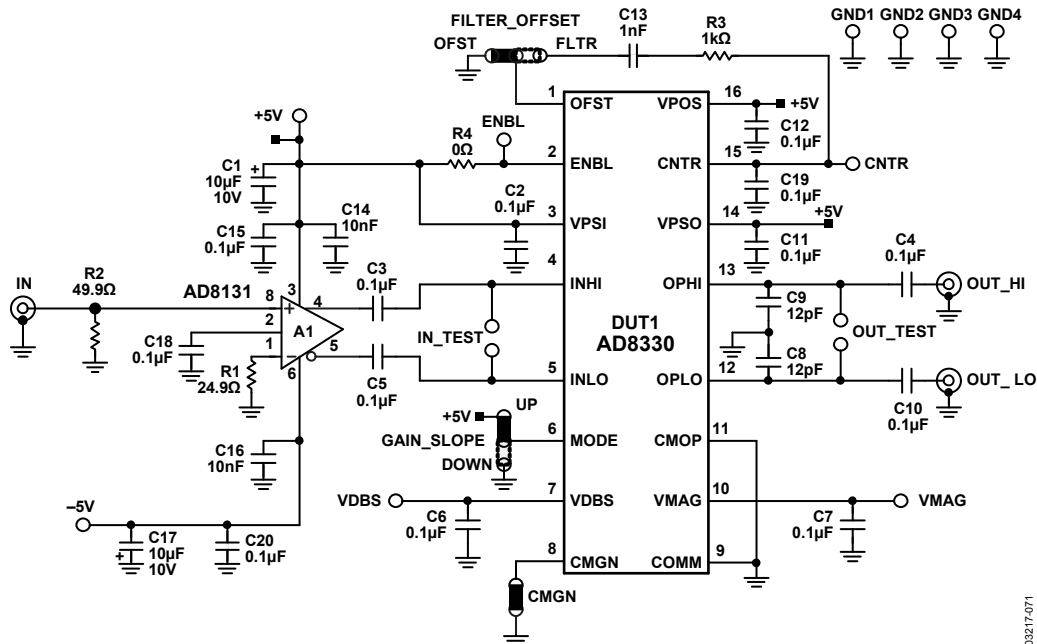 FILTER_OFFSET
OFST
FLTR
C13
1nF
R3
1kΩ
GND1
GND2
GND3
GND4
+5V
C1
10µF
10V
+
R4
0Ω
ENBL
C2
0.1µF
C15
0.1µF
C14
10nF
IN
R2
49.9Ω
AD8131
C3
0.1µF
8
3
4
2
1
5
6
+
–
A1
C18
0.1µF
R1
24.9Ω
C5
0.1µF
IN_TEST
C16
10nF
–5V
C17
10µF
10V
+
C20
0.1µF
+5V
UP
GAIN_SLOPE
DOWN
VDBS
C6
0.1µF
CMGN
1
OFST
2
ENBL
3
VPSI
4
INHI
5
INLO
6
MODE
7
VDBS
8
CMGN
DUT1
AD8330
VPOS
16
CNTR
15
VPSO
14
OPHI
13
OPLO
12
CMOP
11
VMAG
10
COMM
9
+5V
C12
0.1µF
CNTR
C19
0.1µF
+5V
C11
0.1µF
C4
0.1µF
OUT_HI
C9
12pF
C8
12pF
OUT_TEST
C10
0.1µF
OUT_ LO
C7
0.1µF
VMAG
03217-071